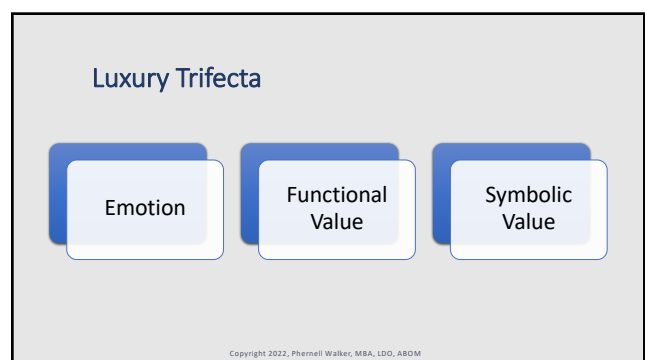 Luxury Trifecta
Emotion
Functional
Value
Symbolic
Value
Copyright 2022, Phernell Walker, MBA, LDO, ABOM